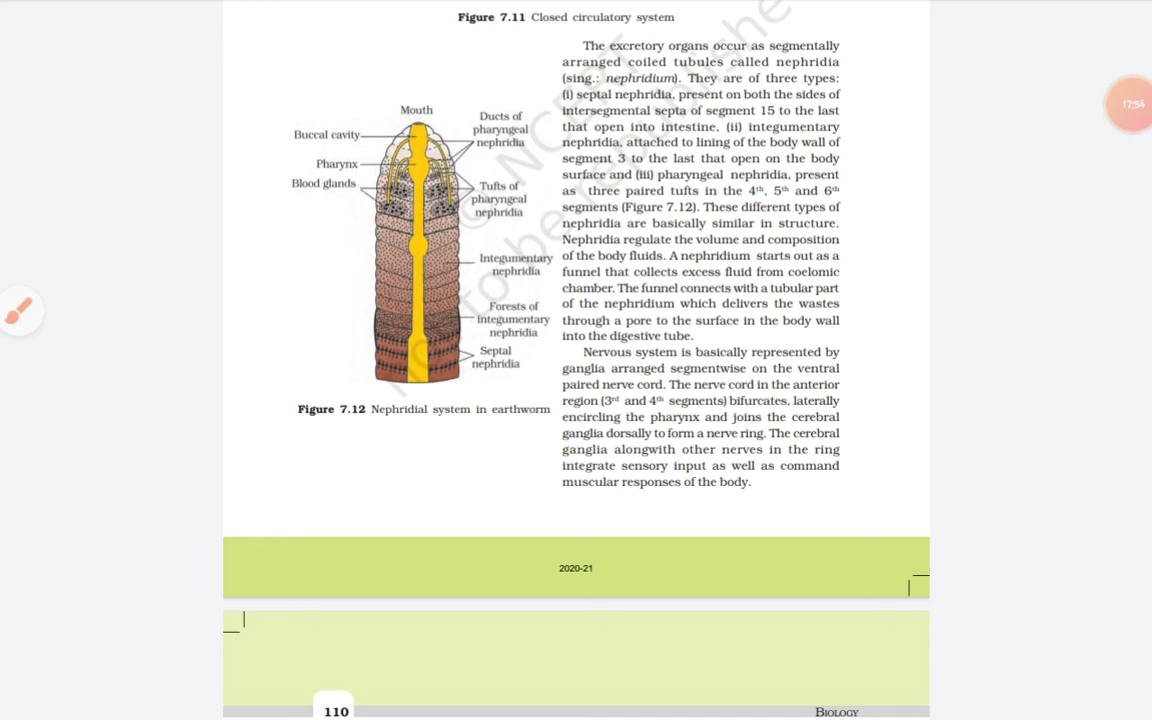 Figure 7.11 Closed circulatory system
The excretory organs occur as segmentally
arranged coiled tubules called nephridia
(sing.: nephridium). They are of three types:
(i) septal nephridia, present on both the sides of
intersegmental septa of segment 15 to the last
that open into intestine, (ii) integumentary
nephridia, attached to lining of the body wall of
segment 3 to the last that open on the body
surface and (iii) pharyngeal nephridia, present
as three paired tufts in the 4th, 5th and 6th
segments (Figure 7.12). These different types of
nephridia are basically similar in structure.
Nephridia regulate the volume and composition
of the body fluids. A nephridium starts out as a
funnel that collects excess fluid from coelomic
chamber. The funnel connects with a tubular part
of the nephridium which delivers the wastes
through a pore to the surface in the body wall
into the digestive tube.
Nervous system is basically represented by
ganglia arranged segmentwise on the ventral
paired nerve cord. The nerve cord in the anterior
region (3rd and 4th segments) bifurcates, laterally
encircling the pharynx and joins the cerebral
ganglia dorsally to form a nerve ring. The cerebral
ganglia alongwith other nerves in the ring
integrate sensory input as well as command
muscular responses of the body.
Mouth
Buccal cavity
Pharynx
Blood glands
Ducts of
pharyngeal
nephridia
Tufts of
pharyngeal
nephridia
Integumentary
nephridia
Forests of
integumentary
nephridia
Septal
nephridia
Figure 7.12 Nephridial system in earthworm
© NCERT
not to be republished
17:54
2020-21
110
BIOLOGY